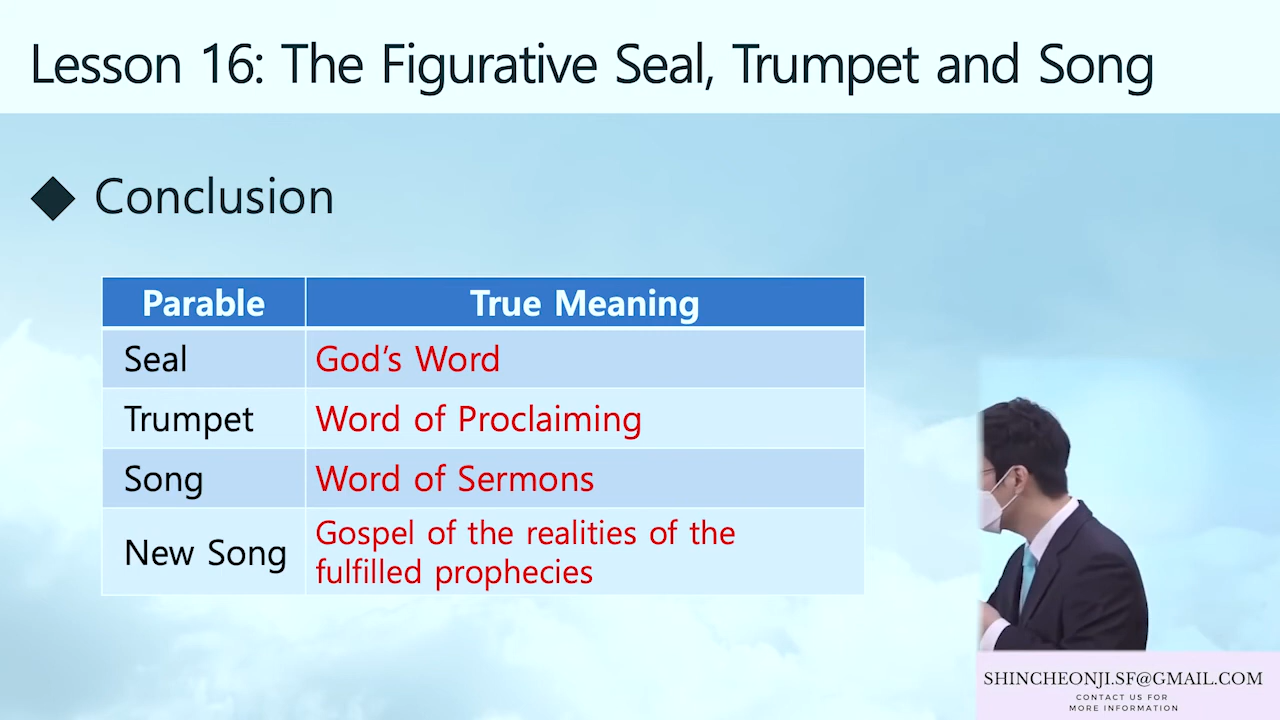 Lesson 16: The Figurative Seal, Trumpet and Song
◆ Conclusion
Parable True Meaning
Seal God's Word
Trumpet Word of Proclaiming
Song Word of Sermons
New Song Gospel of the realities of the
fulfilled prophecies
SHINCHEONJI.SF@GMAIL.COM
CONTACT US FOR
MORE INFORMATION